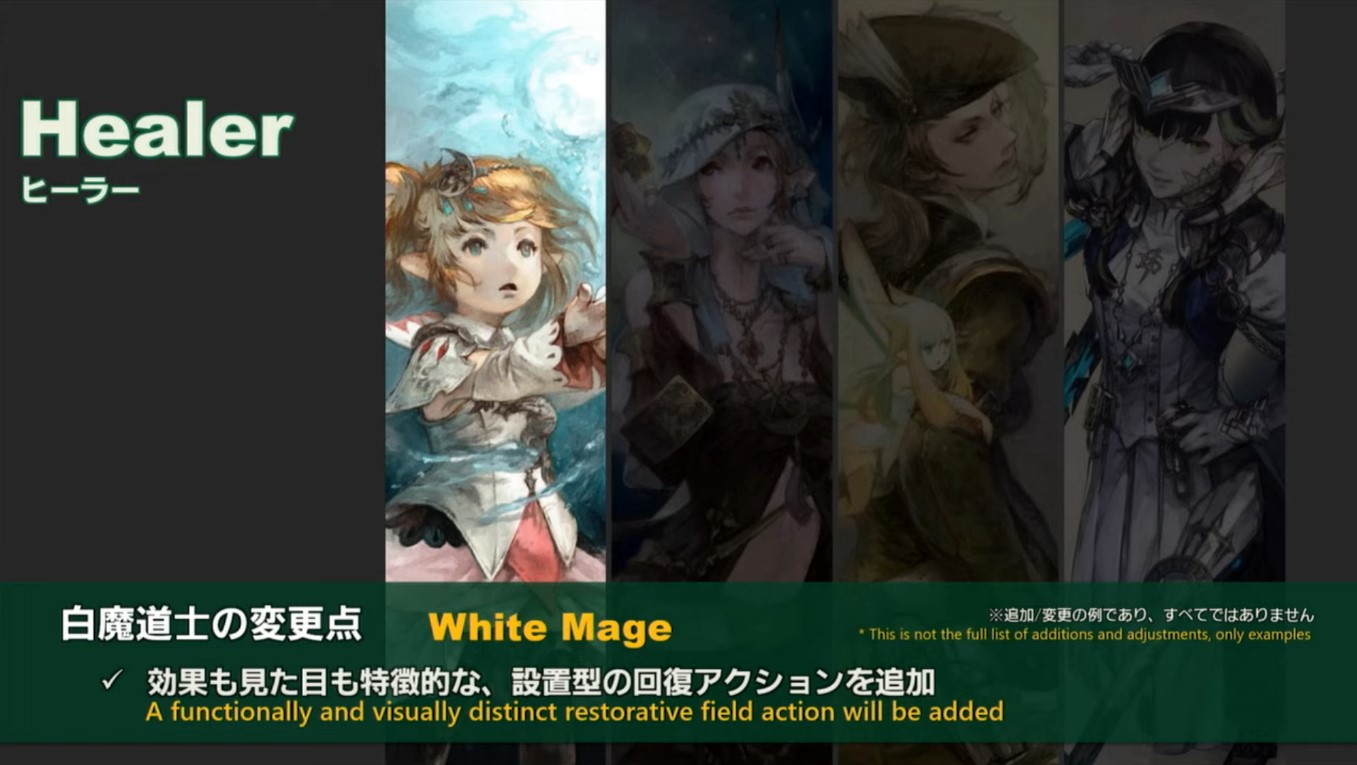 Healer
ヒーラー
白魔道士の変更点
White Mage
※追加/変更の例であり、すべてではありません
* This is not the full list of additions and adjustments, only examples
✓ 効果も見た目も特徴的な、設置型の回復アクションを追加
A functionally and visually distinct restorative field action will be added